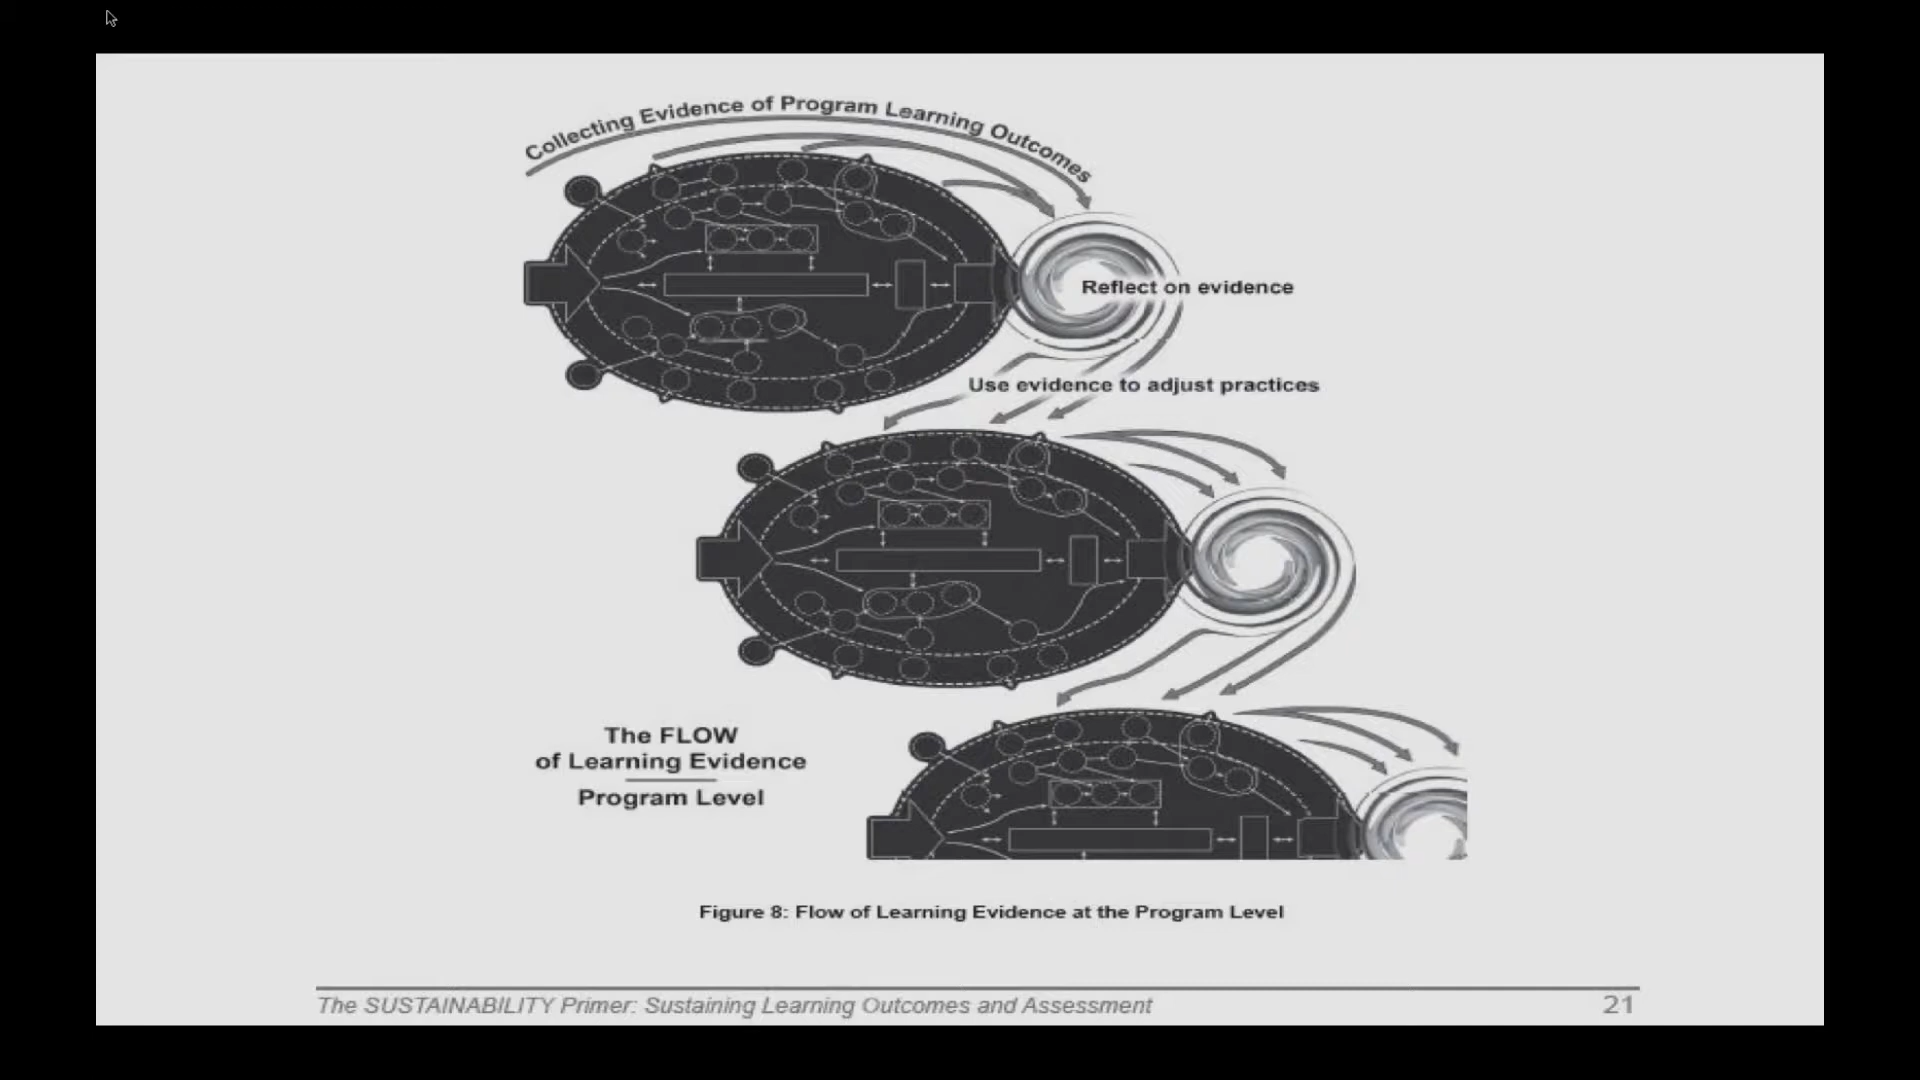 Collecting Evidence of Program Learning Outcomes
Reflect on evidence
Use evidence to adjust practices
The FLOW
of Learning Evidence
Program Level
Figure 8: Flow of Learning Evidence at the Program Level
The SUSTAINABILITY Primer: Sustaining Learning Outcomes and Assessment
21